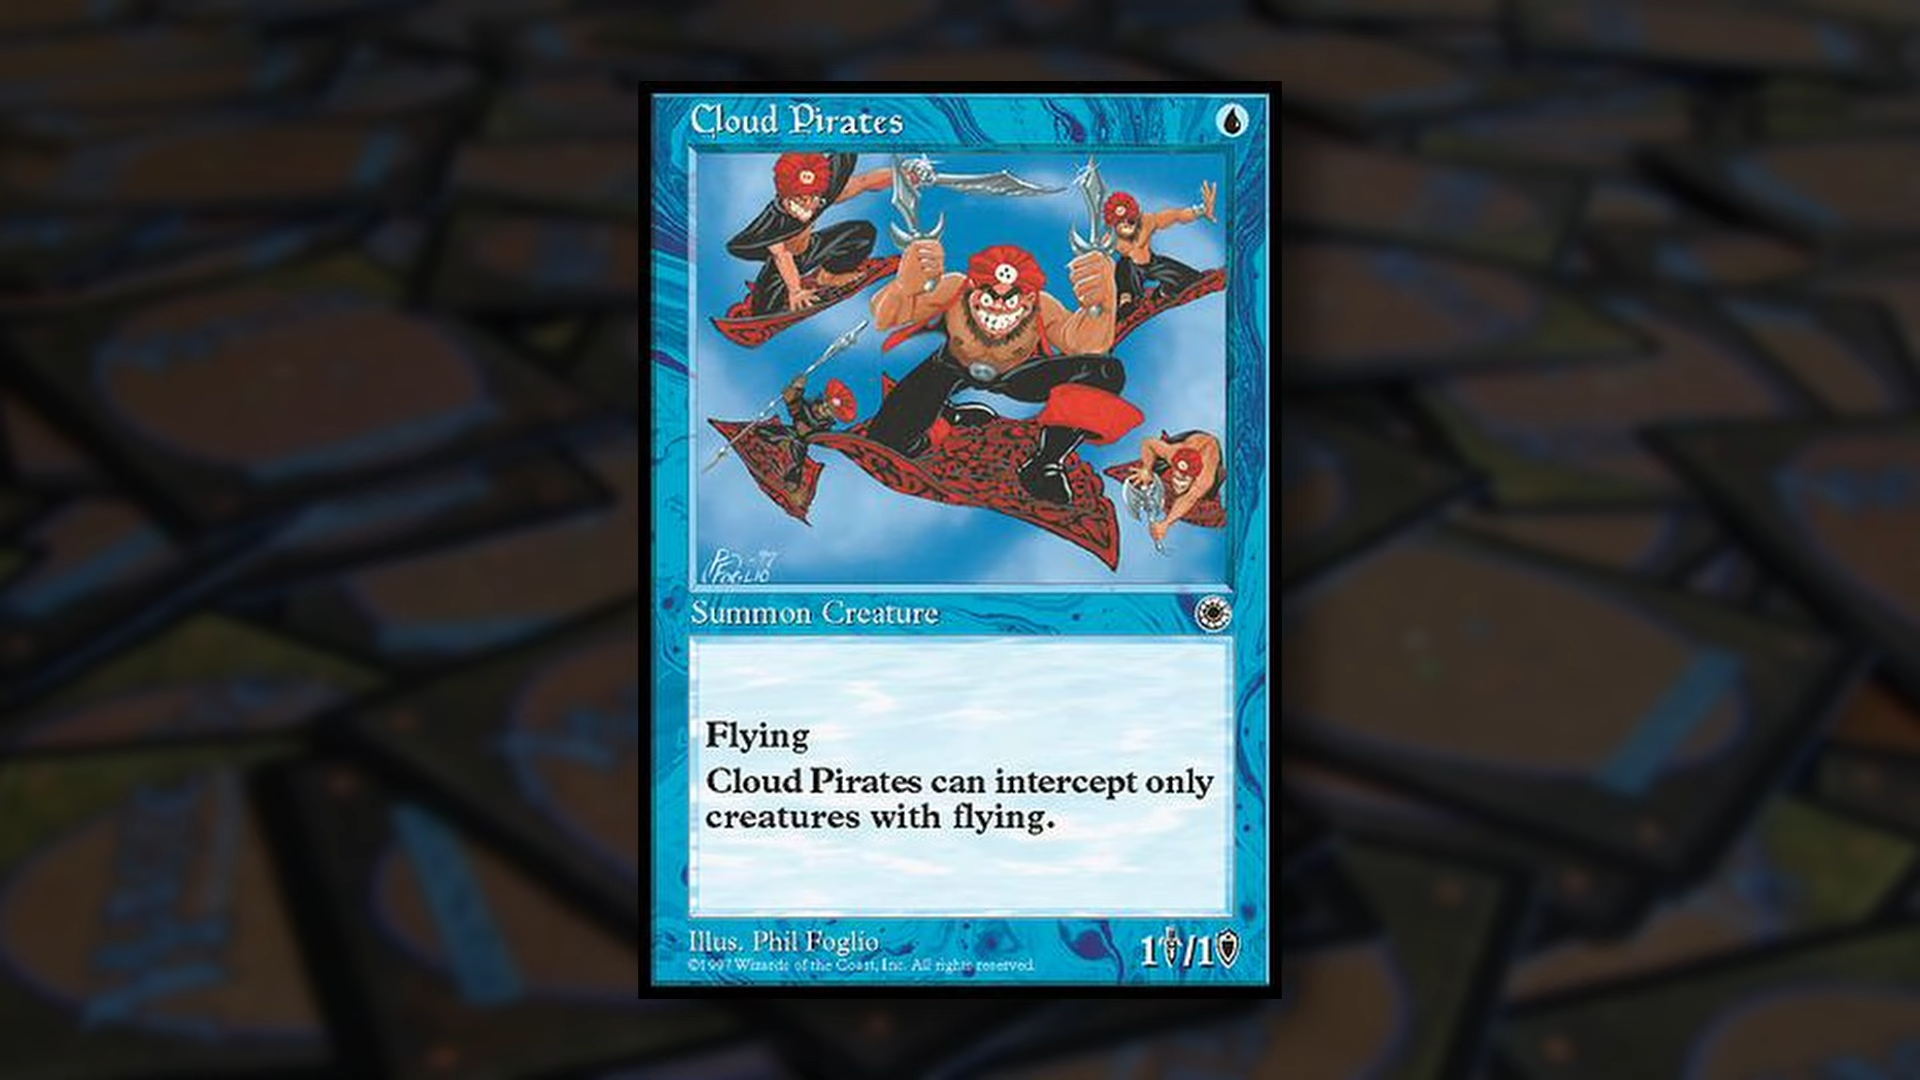 Cloud Pirates
Summon Creature
Flying
Cloud Pirates can intercept only
creatures with flying.
Illus. Phil Foglio
©1997 Wizards of the Coast, Inc. All rights reserved.
1/1